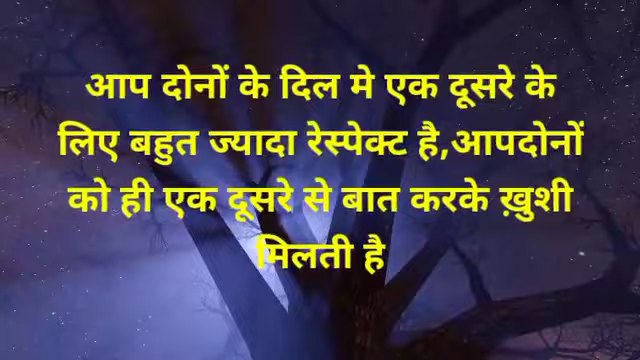 आप दोनों के दिल मे एक दूसरे के
लिए बहुत ज्यादा रेस्पेक्ट है,आपदोनों
को ही एक दूसरे से बात करके ख़ुशी
मिलती है